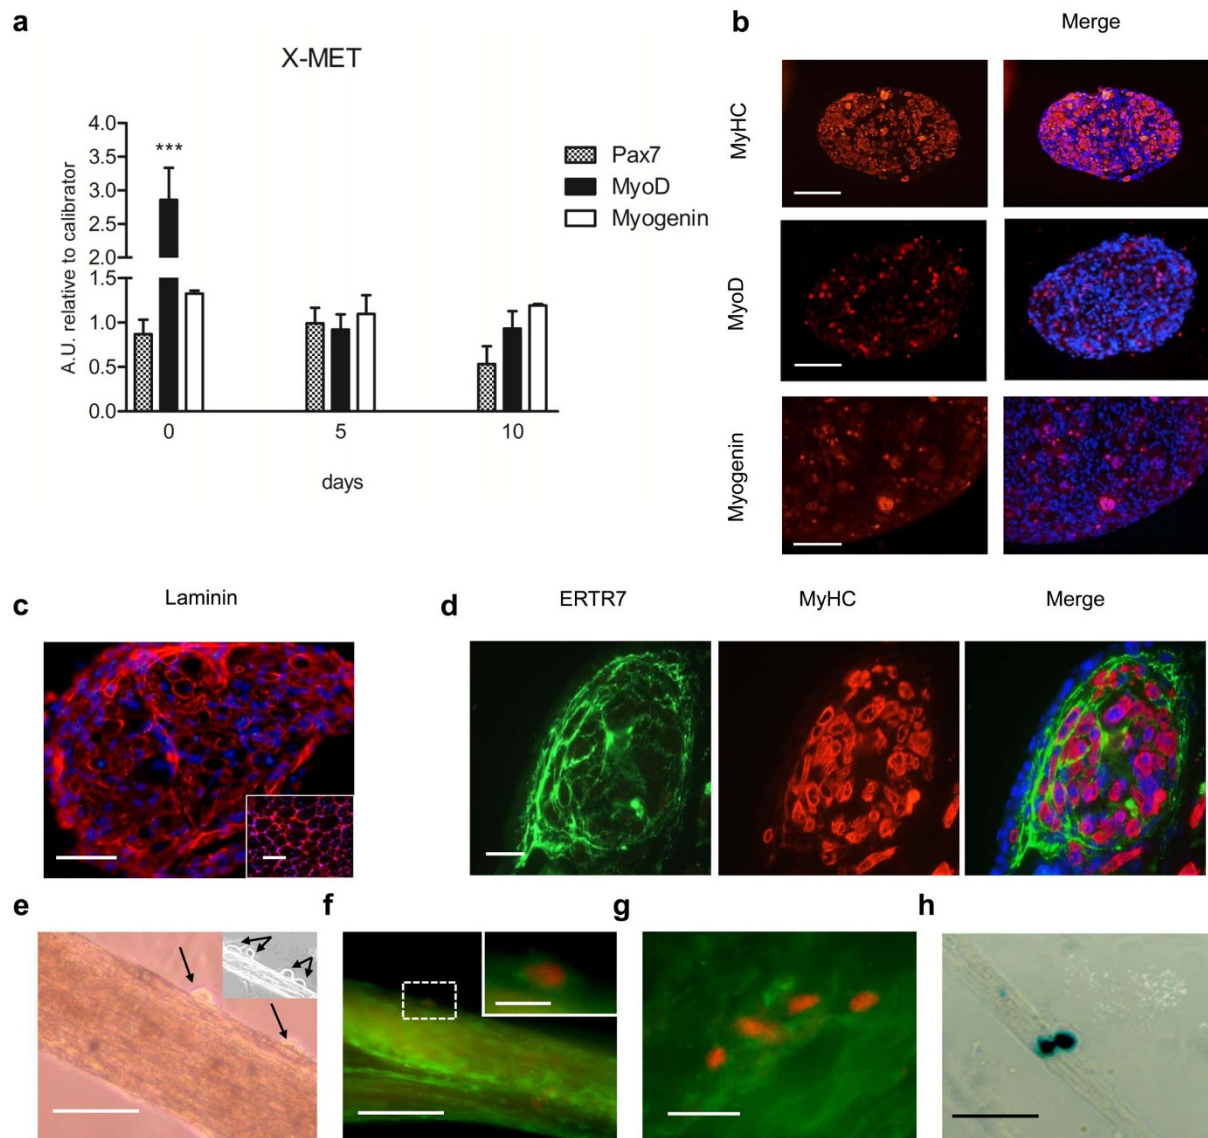 a
X-MET
A.U. relative to calibrator
4.0
3.5
3.0
2.5
2.0
1.5
1.0
0.5
0.0
***
0
5
10
days
Pax7
MyoD
Myogenin
b
Merge
MyHC
MyoD
Myogenin
c
Laminin
d
ERTR7
MyHC
Merge
e
f
g
h